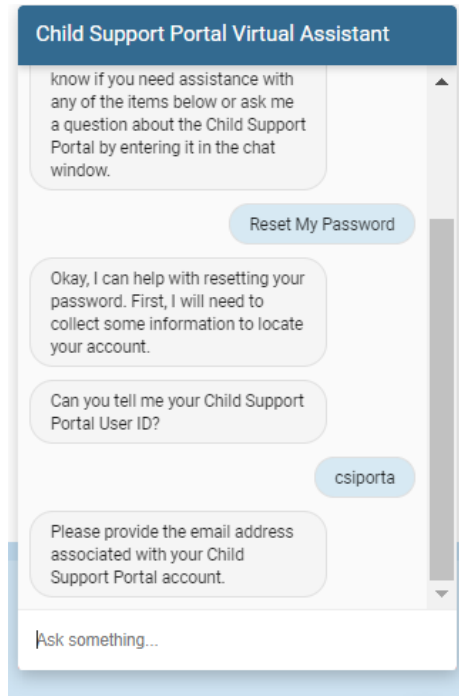 Child Support Portal Virtual Assistant
know if you need assistance with
any of the items below or ask me
a question about the Child Support
Portal by entering it in the chat
window.
Reset My Password
Okay, I can help with resetting your
password. First, I will need to
collect some information to locate
your account.
Can you tell me your Child Support
Portal User ID?
csiporta
Please provide the email address
associated with your Child
Support Portal account.
Ask something...